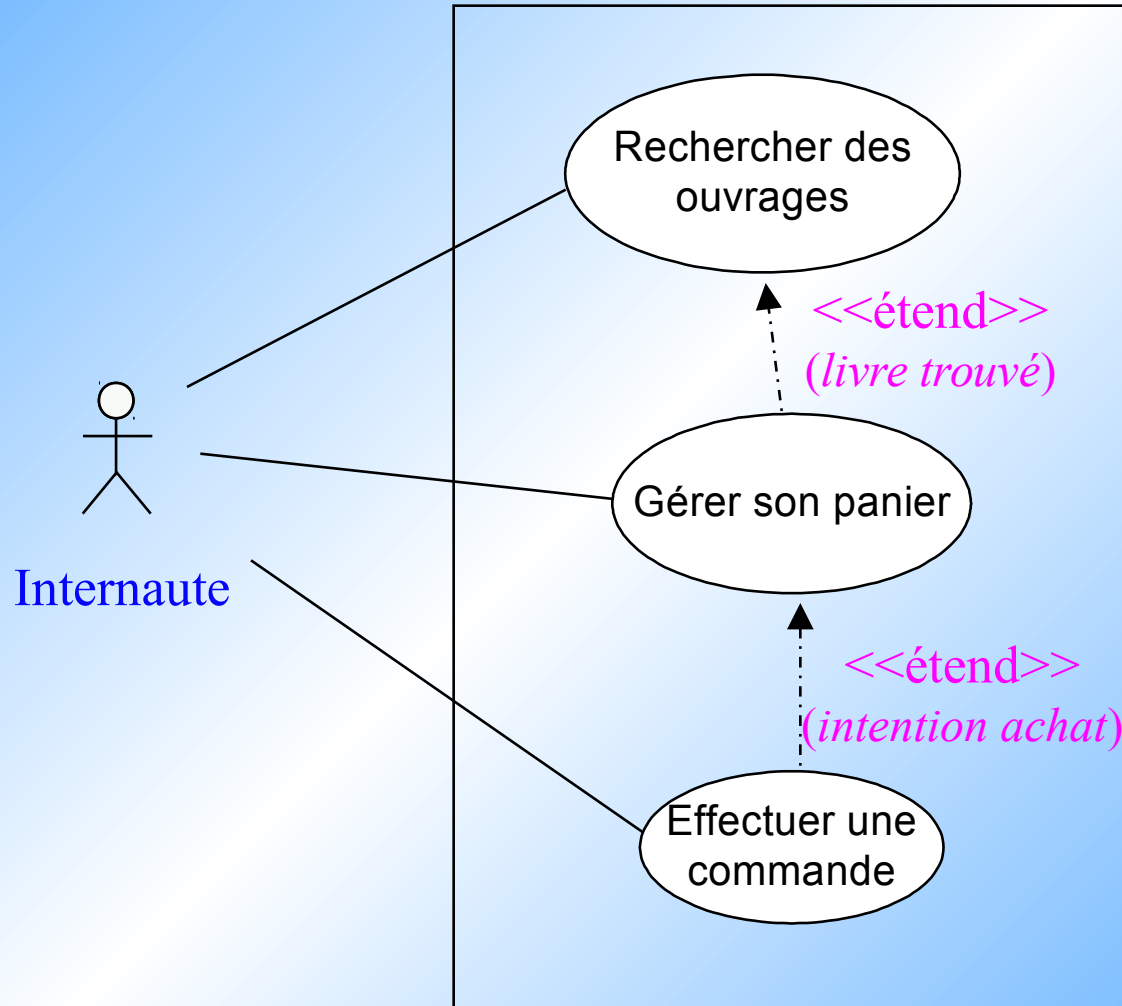 Rechercher des
ouvrages
<<étend>>
(livre trouvé)
Gérer son panier
Internaute
<<étend>>
(intention achat)
Effectuer une
commande